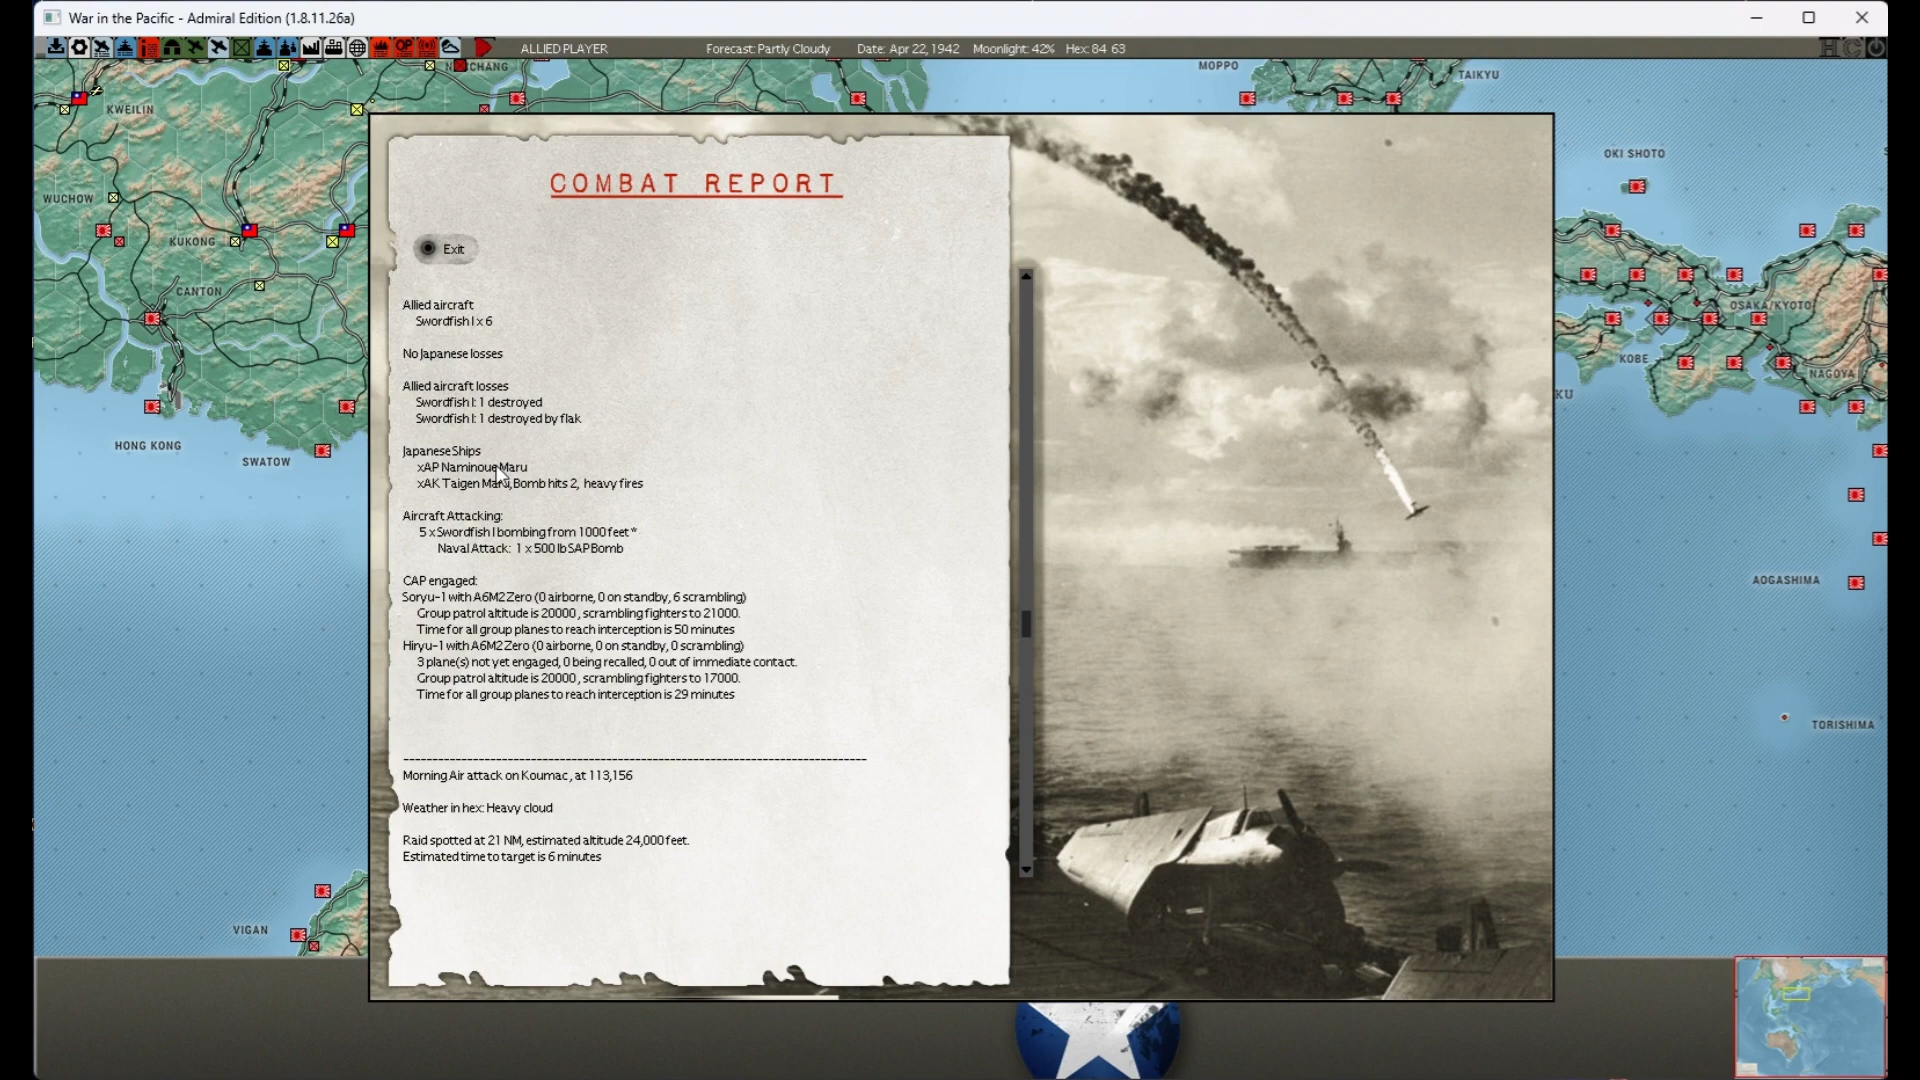 War in the Pacific - Admiral Edition (1.8.11.26a)
ALLIED PLAYER
Forecast: Partly Cloudy
Date: Apr 22, 1942
Moonlight: 42%
Hex: 84 63
OP
H C
MOPPO
TAIKYU
KWEILIN
OKI SHOTO
WUCHOW
KUKONG
CANTON
OSAKA/KYOTO
KOBE
NAGOYA
KU
HONG KONG
SWATOW
AOGASHIMA
TORISHIMA
VIGAN
COMBAT REPORT
Exit
Allied aircraft
Swordfish I x 6
No Japanese losses
Allied aircraft losses
Swordfish I: 1 destroyed
Swordfish I: 1 destroyed by flak
Japanese Ships
xAP Naminoue Maru
xAK Taigen Maru, Bomb hits 2, heavy fires
Aircraft Attacking:
5 x Swordfish I bombing from 1000 feet *
Naval Attack: 1 x 500 lb SAP Bomb
CAP engaged:
Soryu-1 with A6M2 Zero (0 airborne, 0 on standby, 6 scrambling)
Group patrol altitude is 20000 , scrambling fighters to 21000.
Time for all group planes to reach interception is 50 minutes
Hiryu-1 with A6M2 Zero (0 airborne, 0 on standby, 0 scrambling)
3 plane(s) not yet engaged, 0 being recalled, 0 out of immediate contact.
Group patrol altitude is 20000 , scrambling fighters to 17000.
Time for all group planes to reach interception is 29 minutes
--------------------------------------------------------------------------------
Morning Air attack on Koumac , at 113,156
Weather in hex: Heavy cloud
Raid spotted at 21 NM, estimated altitude 24,000 feet.
Estimated time to target is 6 minutes